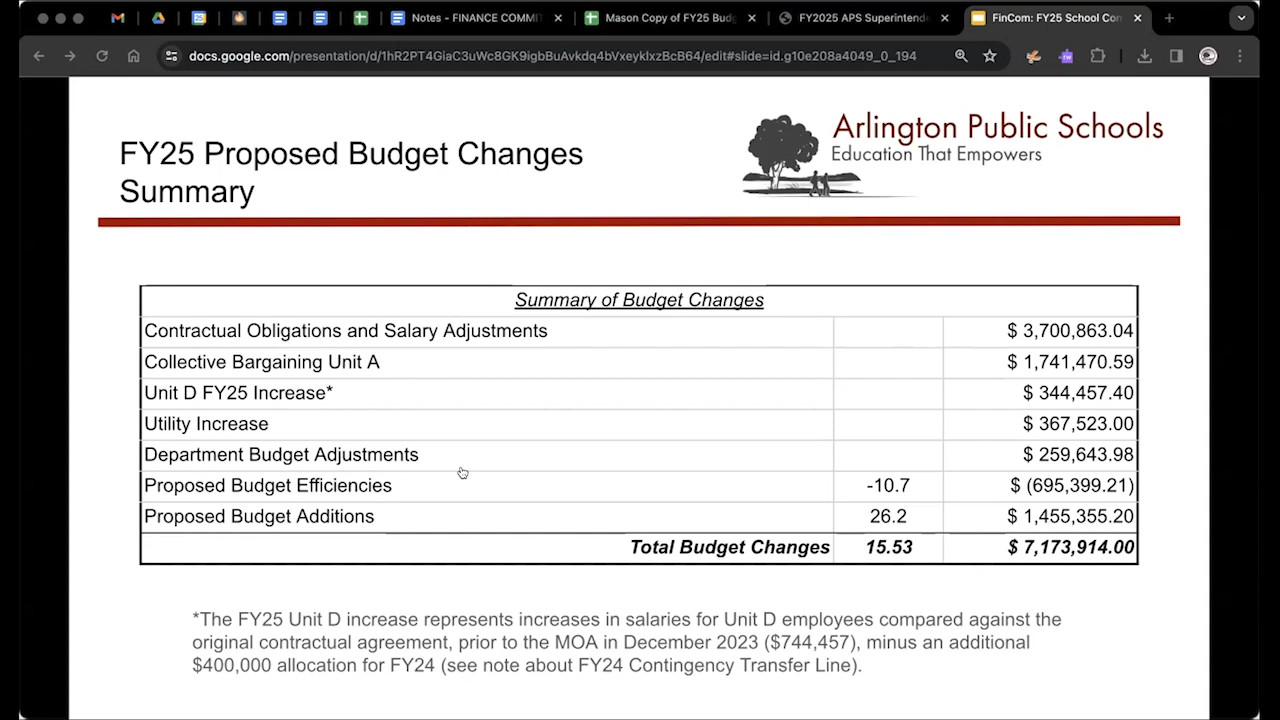 Notes - FINANCE COMMIT
Mason Copy of FY25 Budg
FY2025 APS Superintende
FinCom: FY25 School Com
docs.google.com/presentation/d/1hR2PT4GiaC3uWc8GK9igbBuAvkdq4bVxeyklxzBcB64/edit#slide=id.g10e208a4049_0_194
Arlington Public Schools
Education That Empowers
FY25 Proposed Budget Changes
Summary
Summary of Budget Changes
Contractual Obligations and Salary Adjustments $ 3,700,863.04
Collective Bargaining Unit A $ 1,741,470.59
Unit D FY25 Increase* $ 344,457.40
Utility Increase $ 367,523.00
Department Budget Adjustments $ 259,643.98
Proposed Budget Efficiencies -10.7 $ (695,399.21)
Proposed Budget Additions 26.2 $ 1,455,355.20
Total Budget Changes 15.53 $ 7,173,914.00
*The FY25 Unit D increase represents increases in salaries for Unit D employees compared against the
original contractual agreement, prior to the MOA in December 2023 ($744,457), minus an additional
$400,000 allocation for FY24 (see note about FY24 Contingency Transfer Line).